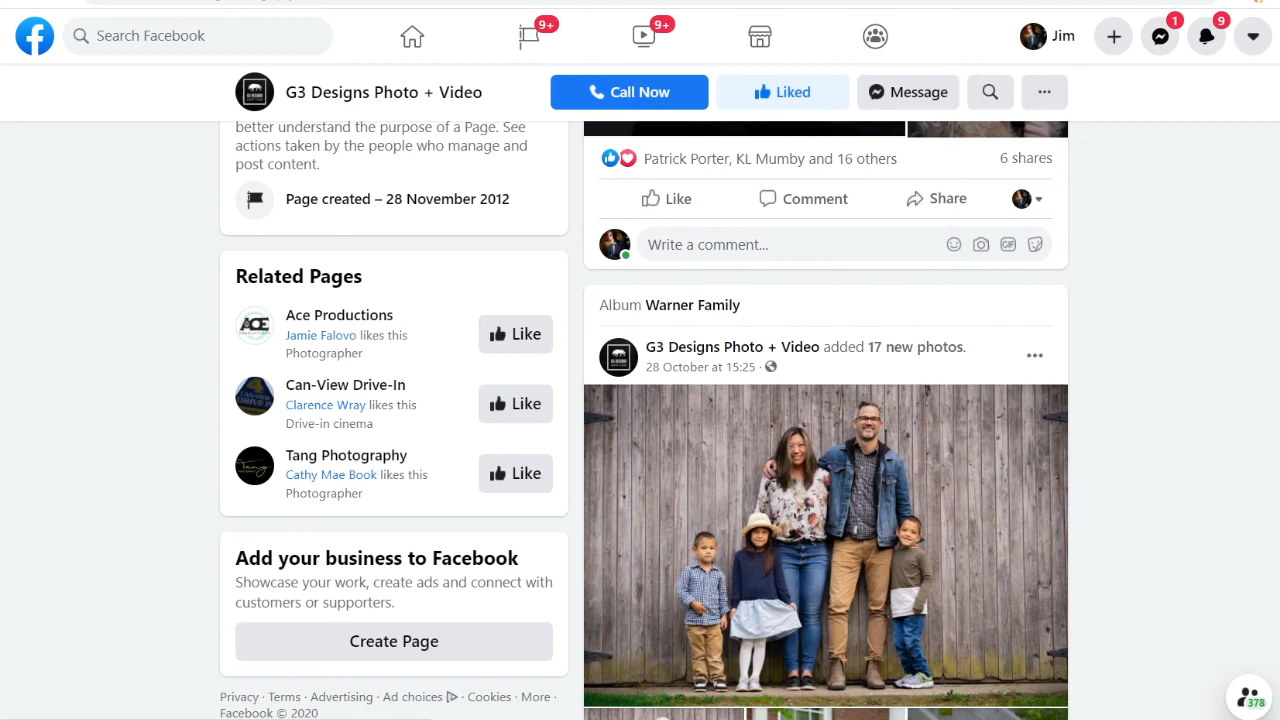 Search Facebook
9+
9+
Jim
1
9
G3 Designs Photo + Video
Call Now
Liked
Message
better understand the purpose of a Page. See
actions taken by the people who manage and
post content.
Page created – 28 November 2012
Related Pages
Ace Productions
Jamie Falovo likes this
Photographer
Like
Can-View Drive-In
Clarence Wray likes this
Drive-in cinema
Like
Tang Photography
Cathy Mae Book likes this
Photographer
Like
Add your business to Facebook
Showcase your work, create ads and connect with
customers or supporters.
Create Page
Privacy · Terms · Advertising · Ad choices · Cookies · More ·
Facebook © 2020
Patrick Porter, KL Mumby and 16 others
6 shares
Like
Comment
Share
Write a comment...
GIF
Album Warner Family
G3 Designs Photo + Video added 17 new photos.
28 October at 15:25 ·
378